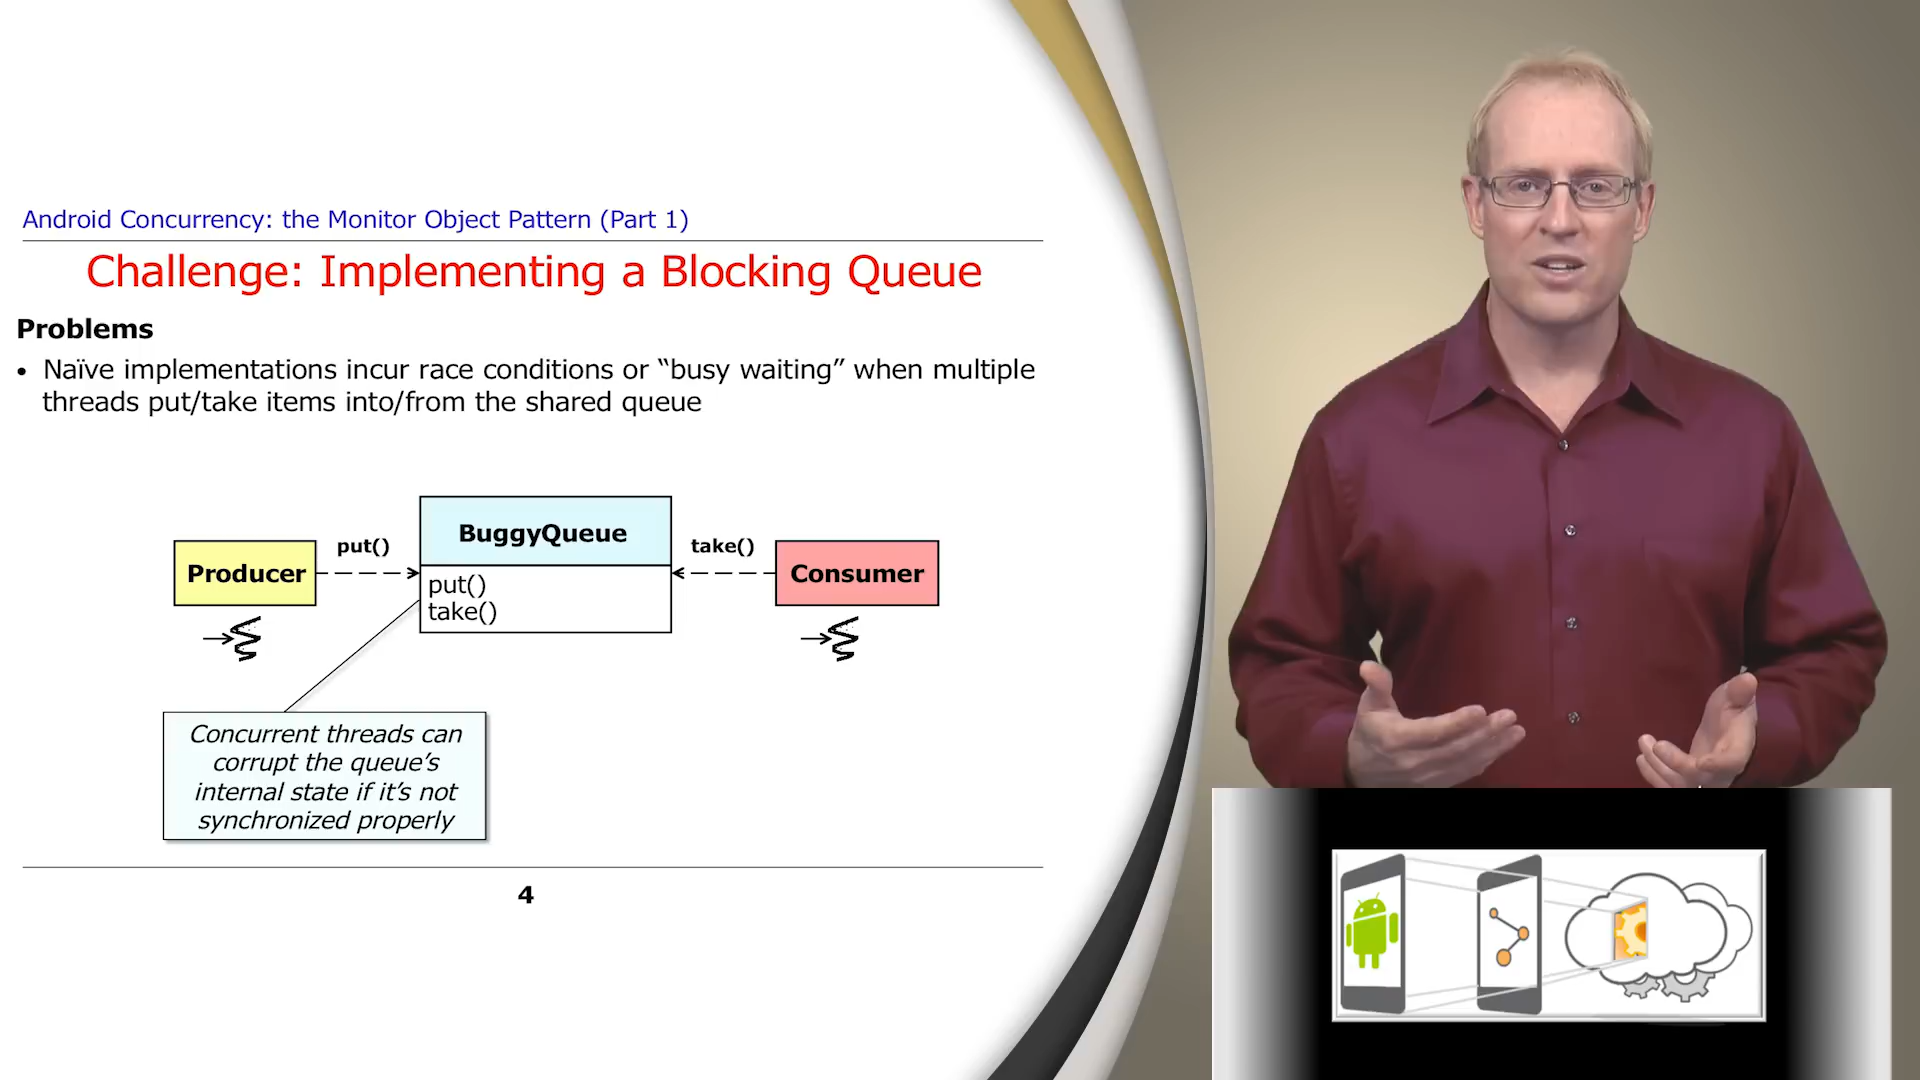 Android Concurrency: the Monitor Object Pattern (Part 1)
Challenge: Implementing a Blocking Queue
Problems
• Naïve implementations incur race conditions or “busy waiting” when multiple
threads put/take items into/from the shared queue
BuggyQueue
put()
take()
Producer
put()
take()
Consumer
Concurrent threads can
corrupt the queue’s
internal state if it’s not
synchronized properly
4